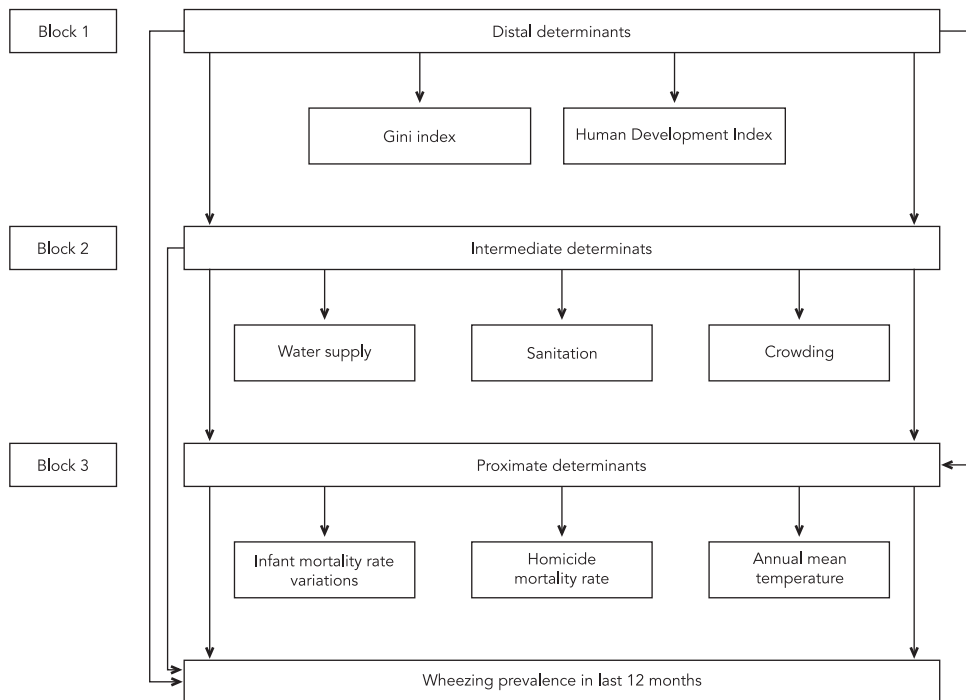 Block 1
Distal determinants
Gini index
Human Development Index
Block 2
Intermediate determinats
Water supply
Sanitation
Crowding
Block 3
Proximate determinants
Infant mortality rate
variations
Homicide
mortality rate
Annual mean
temperature
Wheezing prevalence in last 12 months